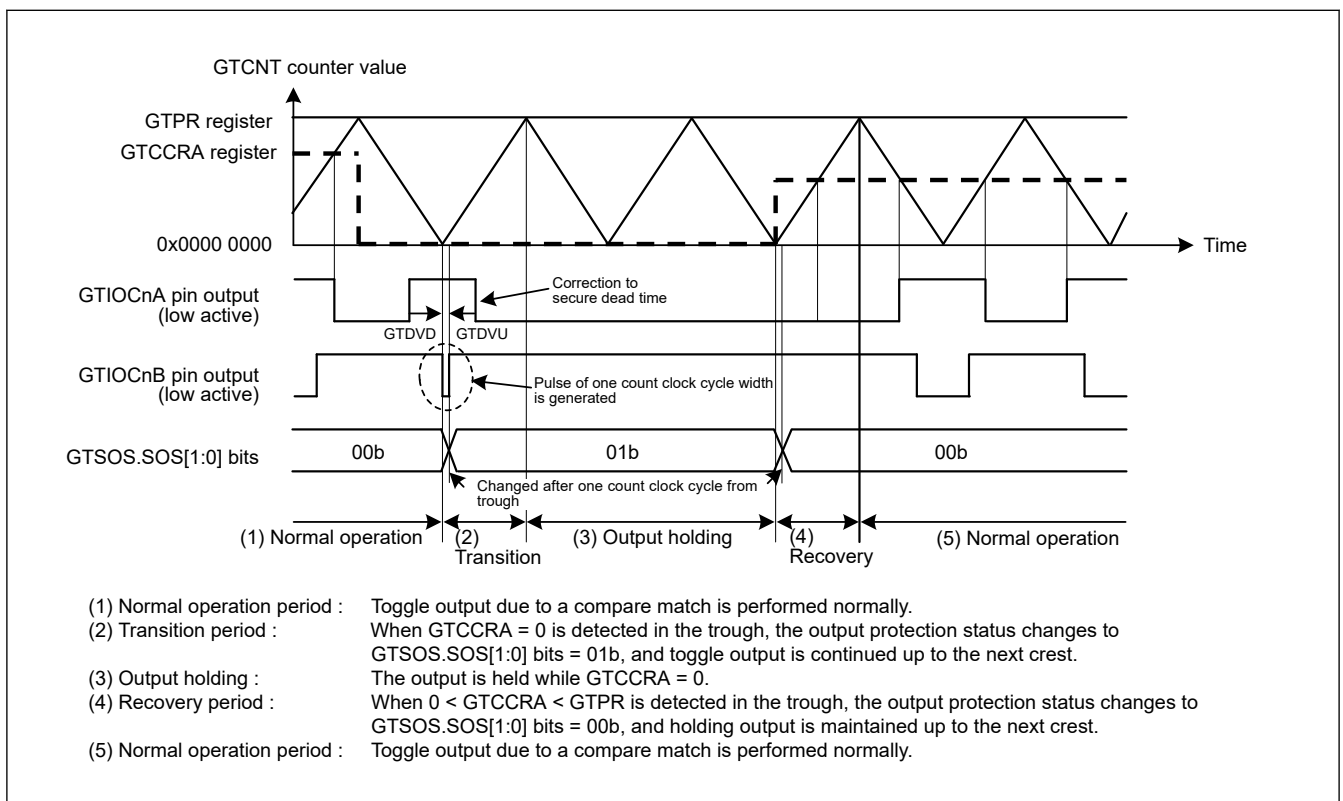 GTCNT counter value
GTPR register
GTCCRA register
0x0000 0000
Time
GTIOCnA pin output
(low active)
Correction to
secure dead time
GTDVD
GTDVU
GTIOCnB pin output
(low active)
Pulse of one count clock cycle width
is generated
GTSOS.SOS[1:0] bits
00b
01b
00b
Changed after one count clock cycle from
trough
(1) Normal operation
(2)
Transition
(3) Output holding
(4)
Recovery
(5) Normal operation
(1) Normal operation period : Toggle output due to a compare match is performed normally.
(2) Transition period : When GTCCRA = 0 is detected in the trough, the output protection status changes to
GTSOS.SOS[1:0] bits = 01b, and toggle output is continued up to the next crest.
(3) Output holding : The output is held while GTCCRA = 0.
(4) Recovery period : When 0 < GTCCRA < GTPR is detected in the trough, the output protection status changes to
GTSOS.SOS[1:0] bits = 00b, and holding output is maintained up to the next crest.
(5) Normal operation period : Toggle output due to a compare match is performed normally.